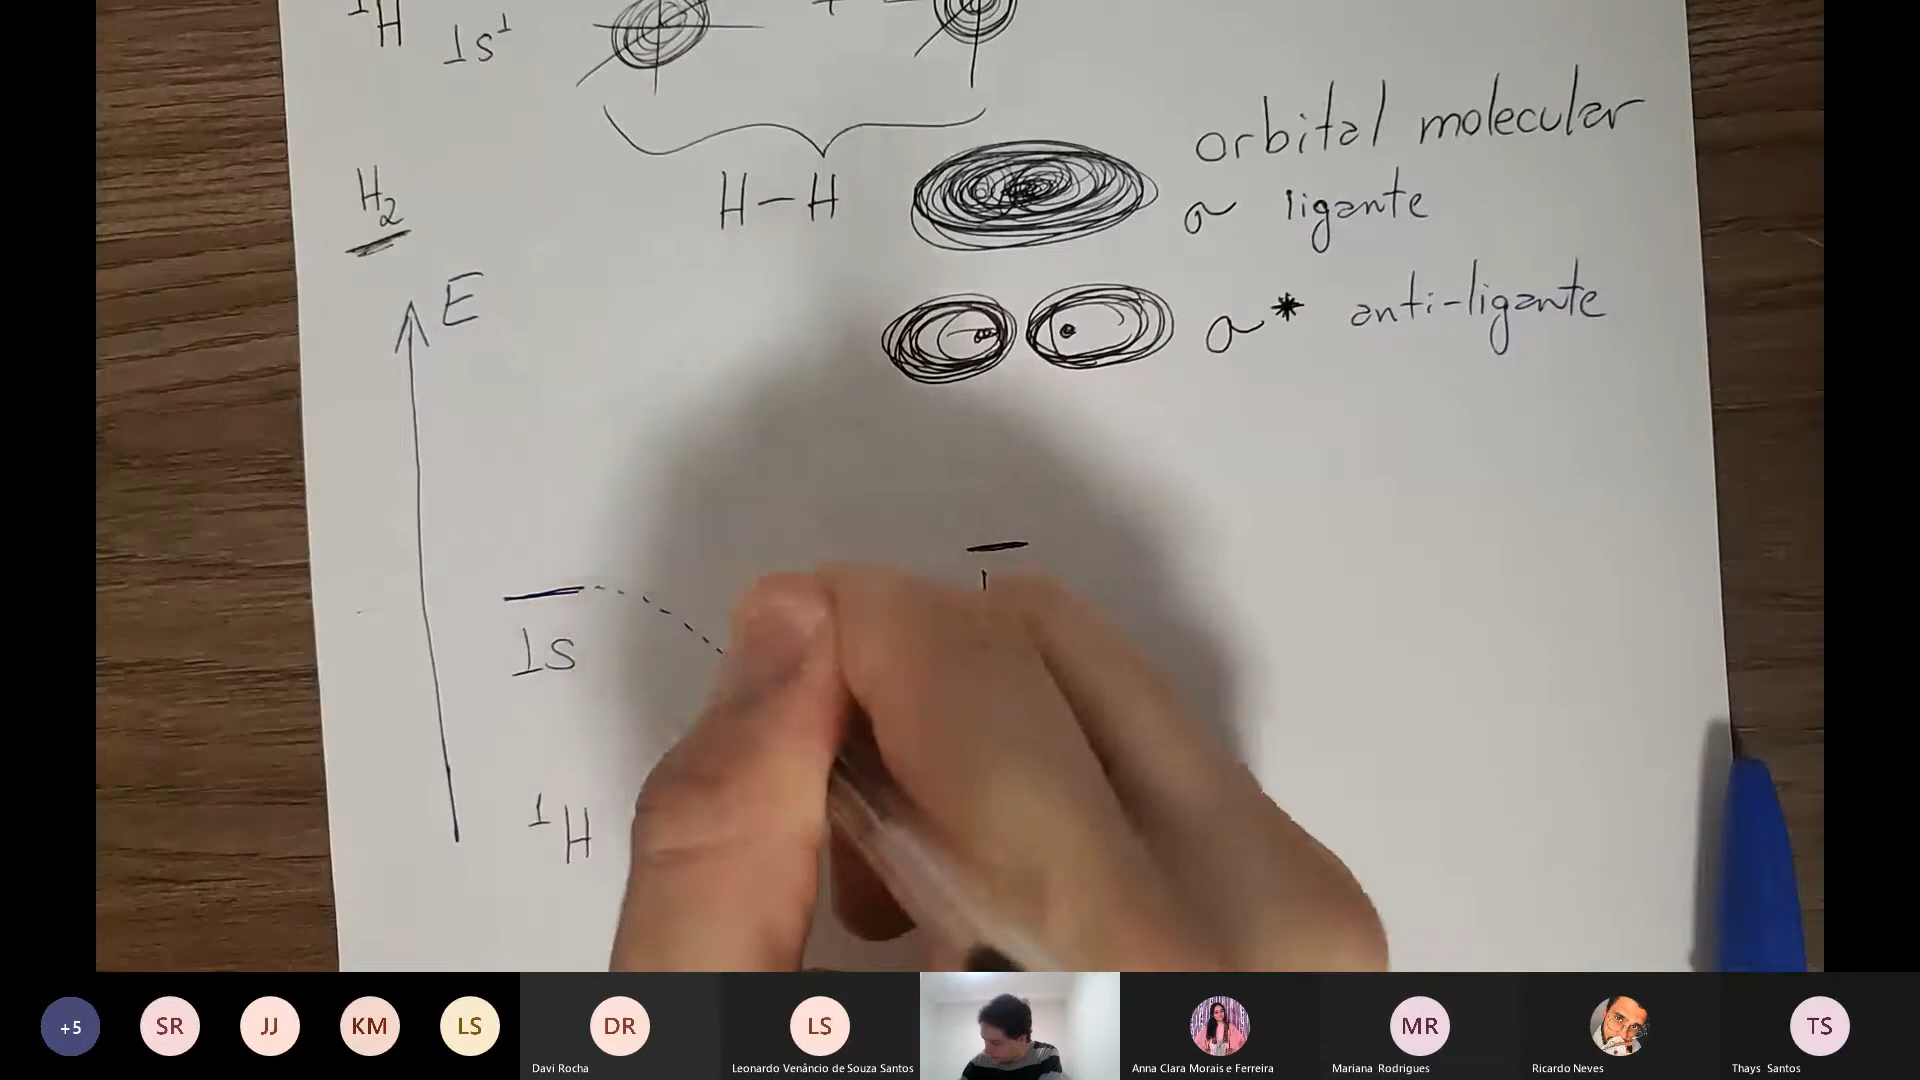 ¹H 1s¹ +
orbital molecular
H₂ H-H σ ligante
E σ* anti-ligante
1s 1
¹H
+5 SR JJ KM LS DR LS MR TS
Davi Rocha Leonardo Venâncio de Souza Santos Anna Clara Morais e Ferreira Mariana Rodrigues Ricardo Neves Thays Santos